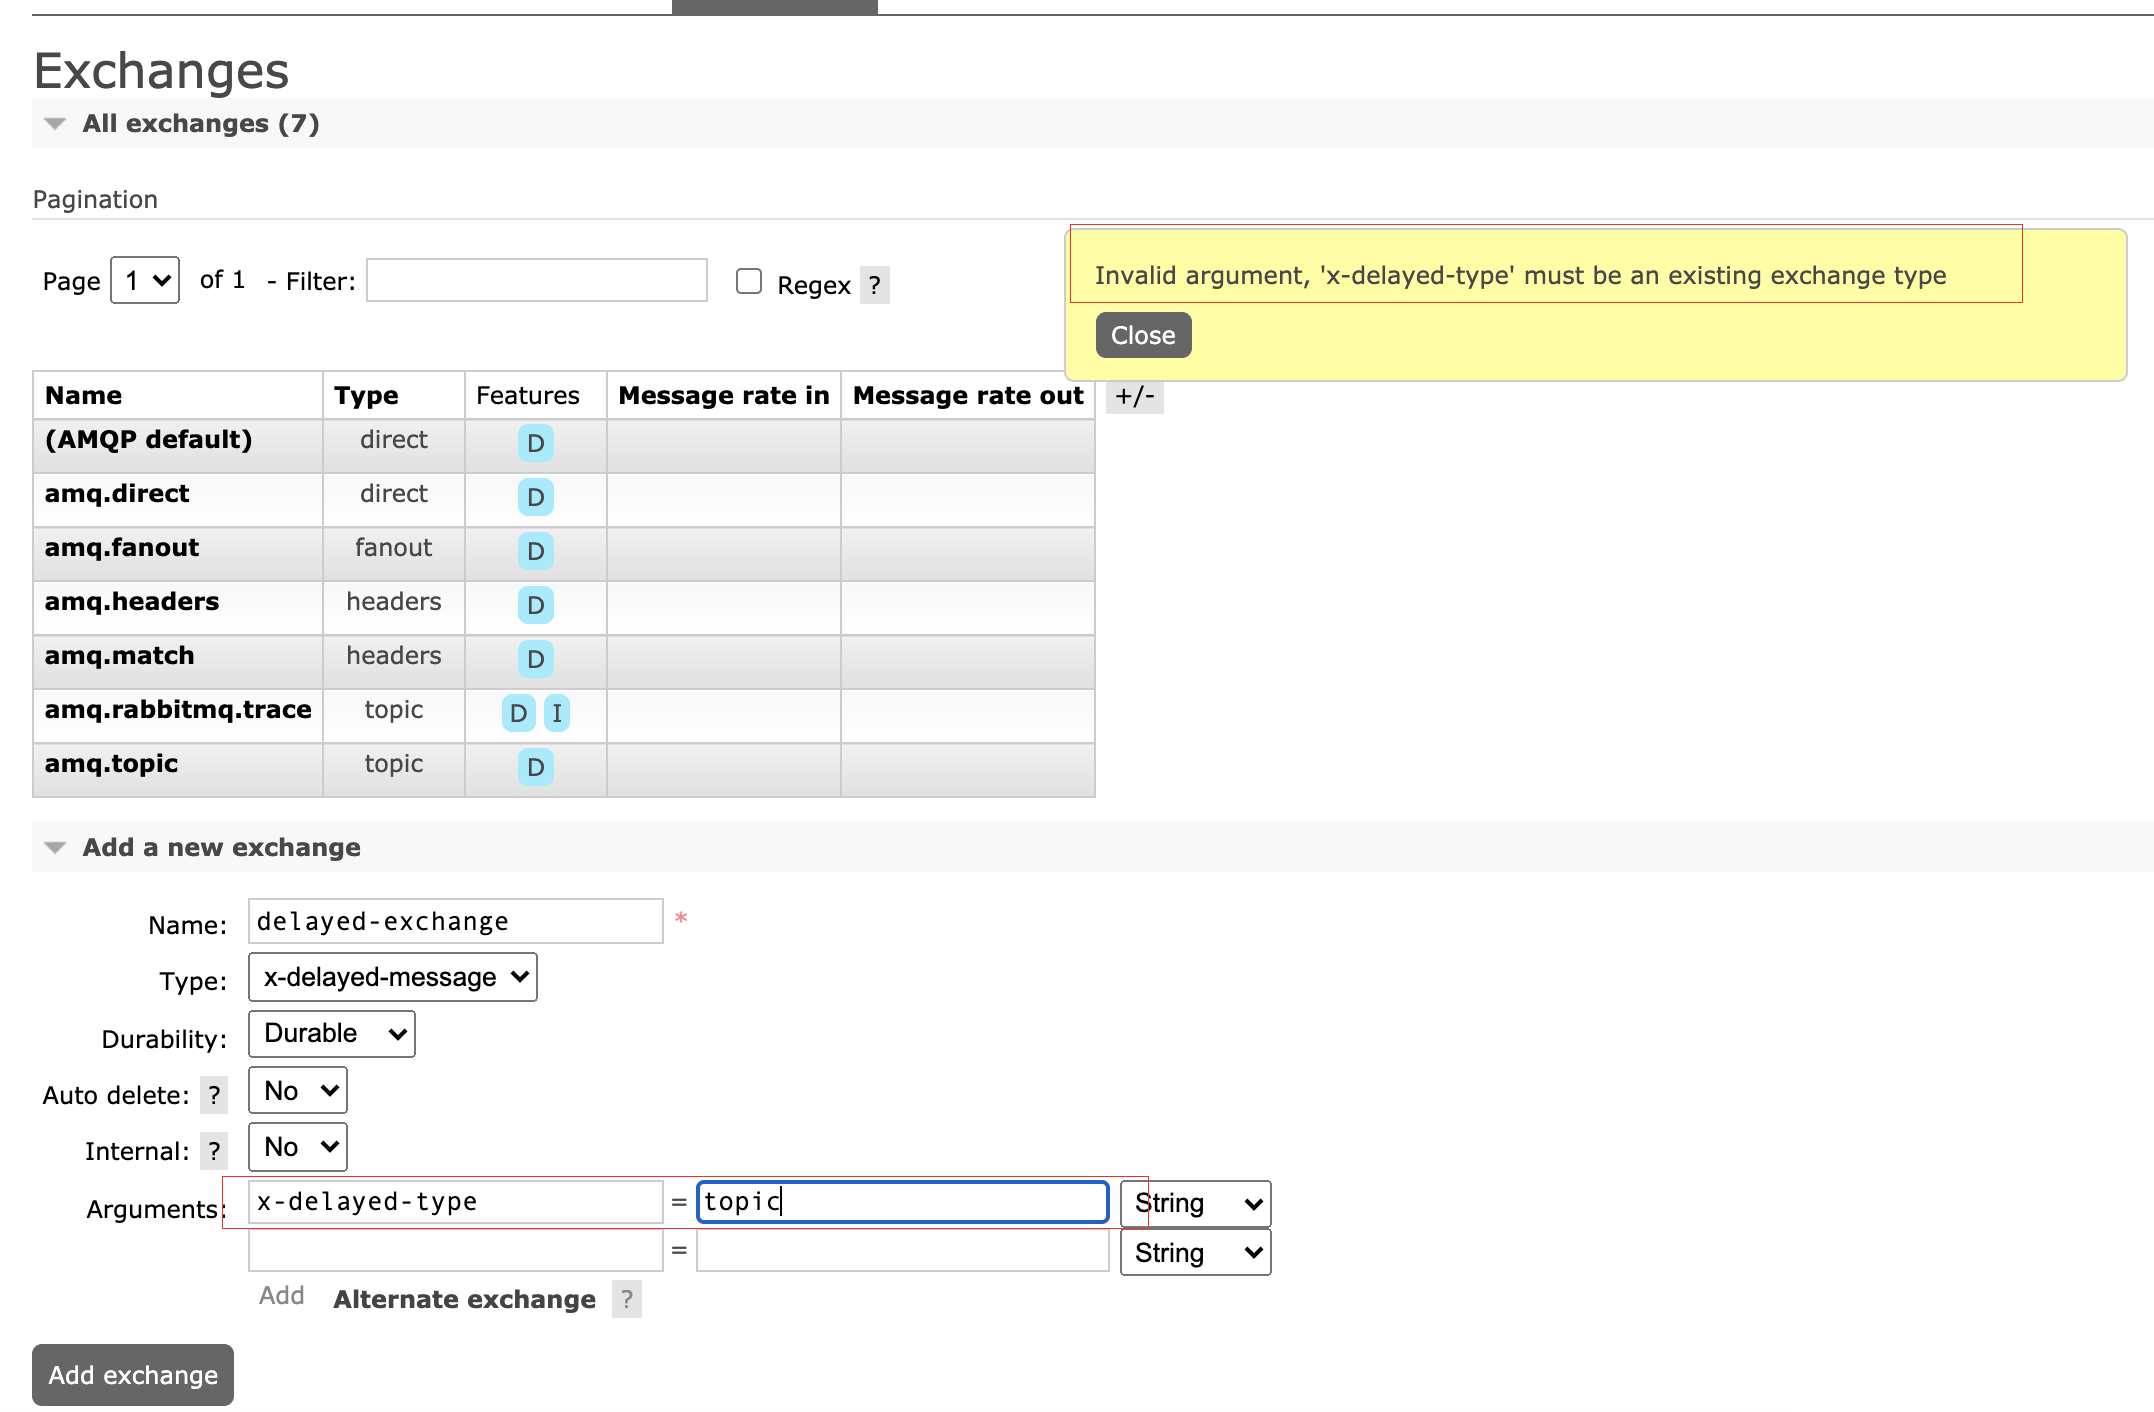 Exchanges
All exchanges (7)
Pagination
Page 1 of 1 - Filter: Regex ?
Invalid argument, 'x-delayed-type' must be an existing exchange type
Close
Name Type Features Message rate in Message rate out +/-
(AMQP default) direct D
amq.direct direct D
amq.fanout fanout D
amq.headers headers D
amq.match headers D
amq.rabbitmq.trace topic D I
amq.topic topic D
Add a new exchange
Name: delayed-exchange *
Type: x-delayed-message
Durability: Durable
Auto delete: ? No
Internal: ? No
Arguments: x-delayed-type = topic String
= String
Add Alternate exchange ?
Add exchange